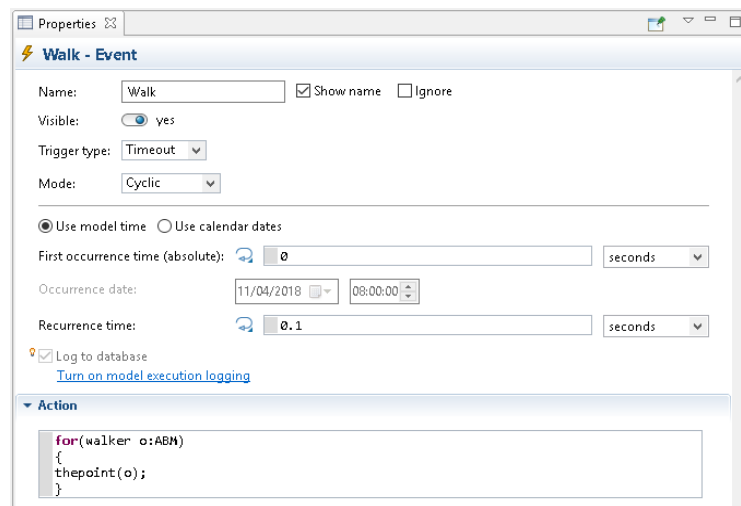 Properties
Walk - Event
Name: Walk Show name Ignore
Visible: yes
Trigger type: Timeout
Mode: Cyclic
Use model time Use calendar dates
First occurrence time (absolute): 0 seconds
Occurrence date: 11/04/2018 08:00:00
Recurrence time: 0.1 seconds
Log to database
Turn on model execution logging
Action
for(walker o:ABM)
{
thepoint(o);
}